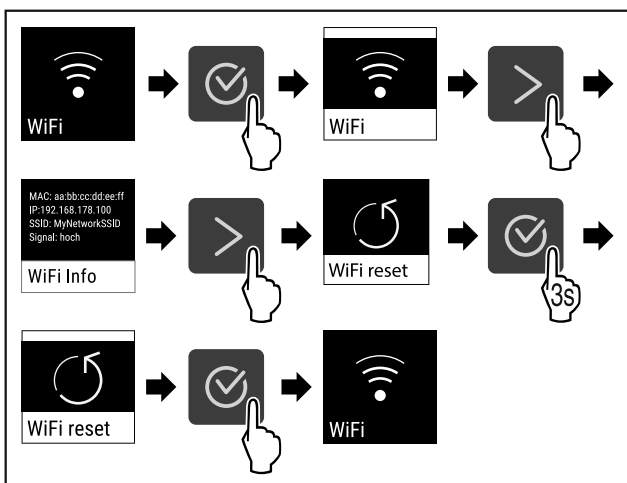 WiFi
WiFi
MAC: aa:bb:cc:dd:ee:ff
IP:192.168.178.100
SSID: MyNetworkSSID
Signal: hoch
WiFi Info
WiFi reset
3s
WiFi reset
WiFi